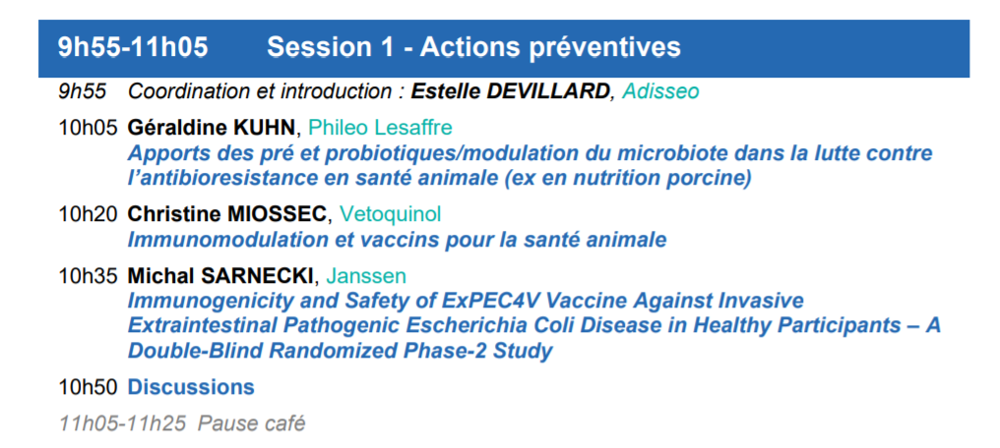 9h55-11h05 Session 1 - Actions préventives
9h55 Coordination et introduction : Estelle DEVILLARD, Adisseo
10h05 Géraldine KUHN, Phileo Lesaffre
Apports des pré et probiotiques/modulation du microbiote dans la lutte contre
l’antibioresistance en santé animale (ex en nutrition porcine)
10h20 Christine MIOSSEC, Vetoquinol
Immunomodulation et vaccins pour la santé animale
10h35 Michal SARNECKI, Janssen
Immunogenicity and Safety of ExPEC4V Vaccine Against Invasive
Extraintestinal Pathogenic Escherichia Coli Disease in Healthy Participants – A
Double-Blind Randomized Phase-2 Study
10h50 Discussions
11h05-11h25 Pause café